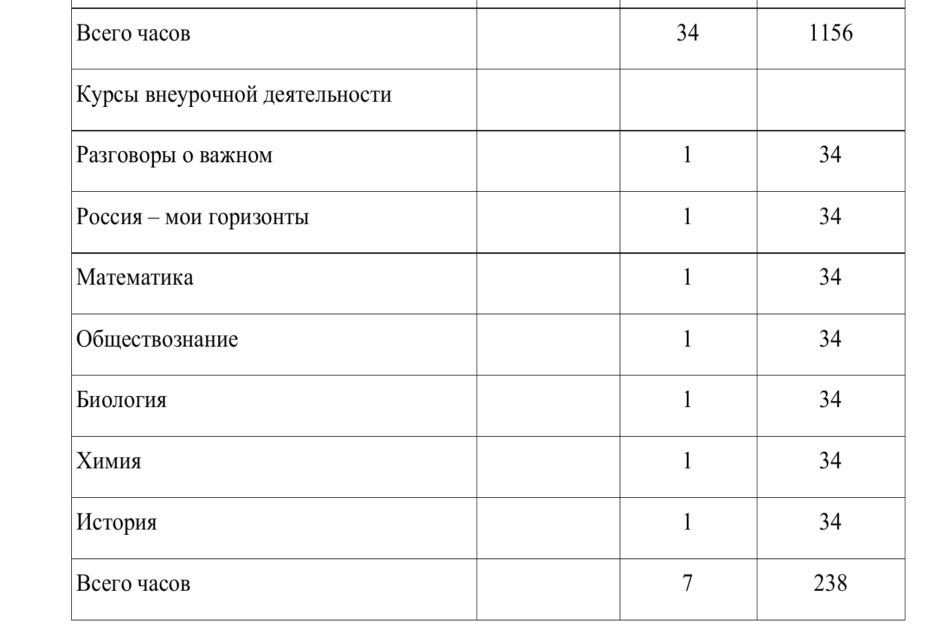 Всего часов 34 1156
Курсы внеурочной деятельности
Разговоры о важном 1 34
Россия – мои горизонты 1 34
Математика 1 34
Обществознание 1 34
Биология 1 34
Химия 1 34
История 1 34
Всего часов 7 238